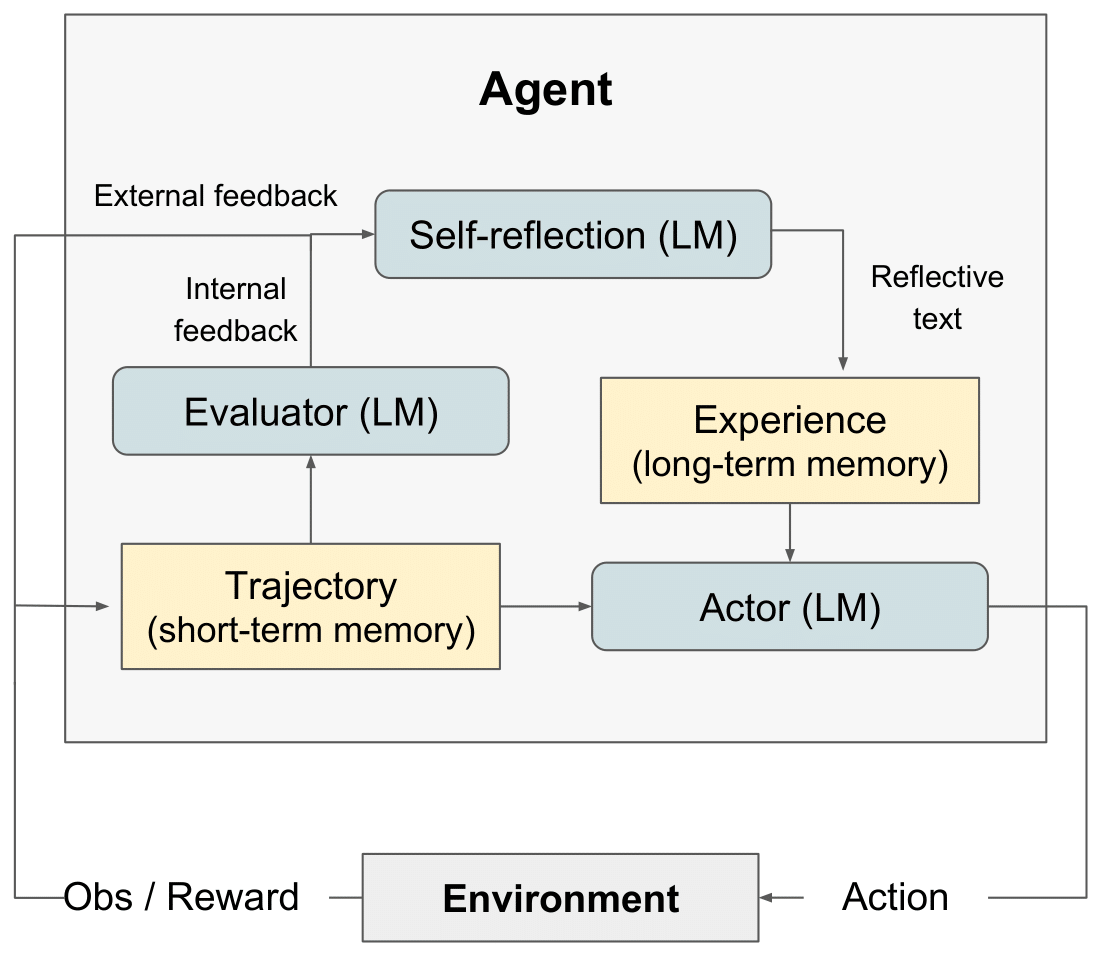 Agent
External feedback
Self-reflection (LM)
Internal
feedback
Reflective
text
Evaluator (LM)
Experience
(long-term memory)
Trajectory
(short-term memory)
Actor (LM)
Obs / Reward
Environment
Action